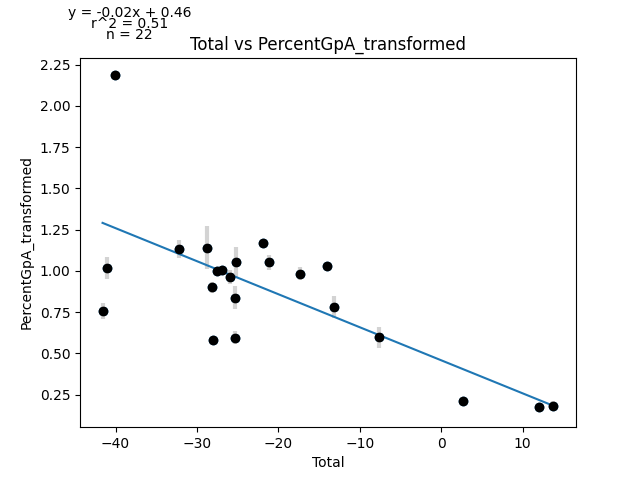 y = -0.02x + 0.46
r^2 = 0.51
n = 22
Total vs PercentGpA_transformed
PercentGpA_transformed
2.25
2.00
1.75
1.50
1.25
1.00
0.75
0.50
0.25
−40
−30
−20
−10
0
10
Total